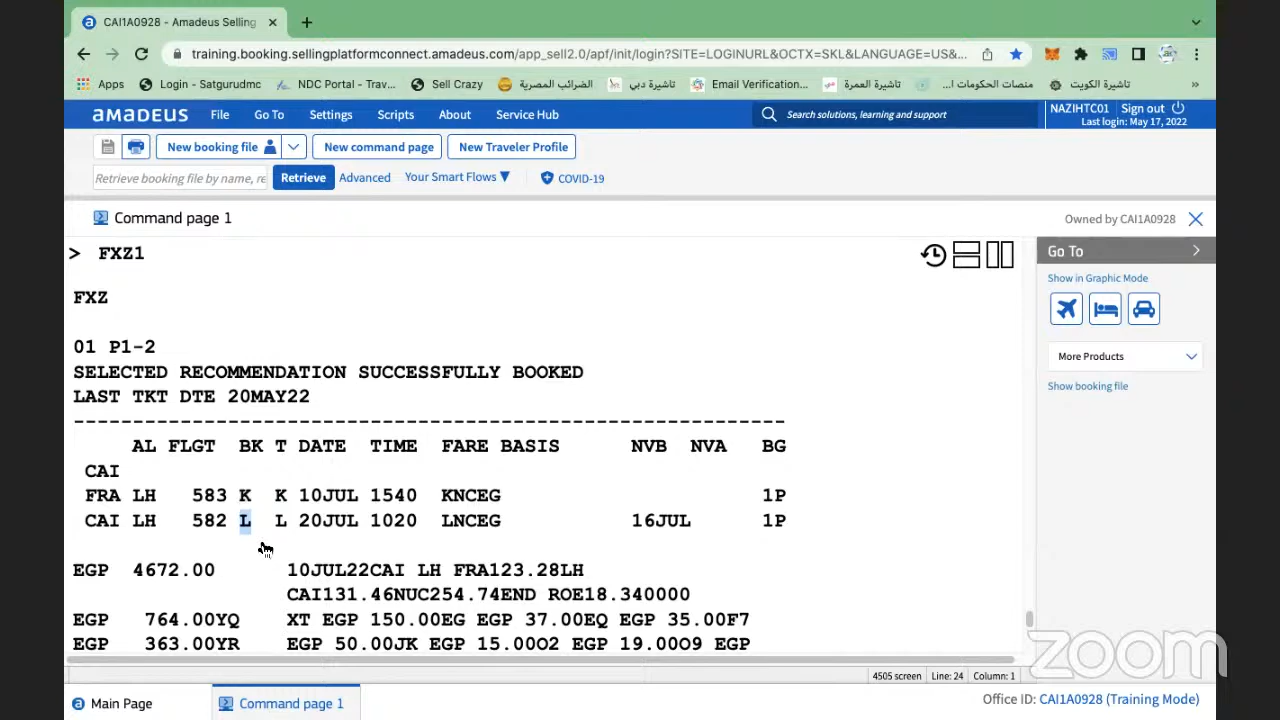 CAI1A0928 - Amadeus Selling
training.booking.sellingplatformconnect.amadeus.com/app_sell2.0/apf/init/login?SITE=LOGINURL&OCTX=SKL&LANGUAGE=US&...
Apps Login - Satgurudmc NDC Portal - Trav... Sell Crazy الضرائب المصرية تاشيرة دبي Email Verification... تاشيرة العمرة منصات الحكومات ا... تاشيرة الكويت »
amadeus File Go To Settings Scripts About Service Hub Search solutions, learning and support NAZIHTC01 Sign out
Last login: May 17, 2022
New booking file New command page New Traveler Profile
Retrieve booking file by name, re Retrieve Advanced Your Smart Flows COVID-19
Command page 1 Owned by CAI1A0928
> FXZ1
Go To
Show in Graphic Mode
More Products
Show booking file
FXZ
01 P1-2
SELECTED RECOMMENDATION SUCCESSFULLY BOOKED
LAST TKT DTE 20MAY22
------------------------------------------------------------
AL FLGT BK T DATE TIME FARE BASIS NVB NVA BG
CAI
FRA LH 583 K K 10JUL 1540 KNCEG 1P
CAI LH 582 L L 20JUL 1020 LNCEG 16JUL 1P
EGP 4672.00 10JUL22CAI LH FRA123.28LH
CAI131.46NUC254.74END ROE18.340000
EGP 764.00YQ XT EGP 150.00EG EGP 37.00EQ EGP 35.00F7
EGP 363.00YR EGP 50.00JK EGP 15.00O2 EGP 19.00O9 EGP
zoom
4505 screen Line: 24 Column: 1
Main Page Command page 1 Office ID: CAI1A0928 (Training Mode)